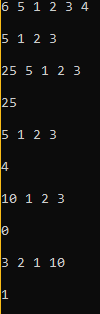 6 5 1 2 3 4
5 1 2 3
25 5 1 2 3
25
5 1 2 3
4
10 1 2 3
0
3 2 1 10
1